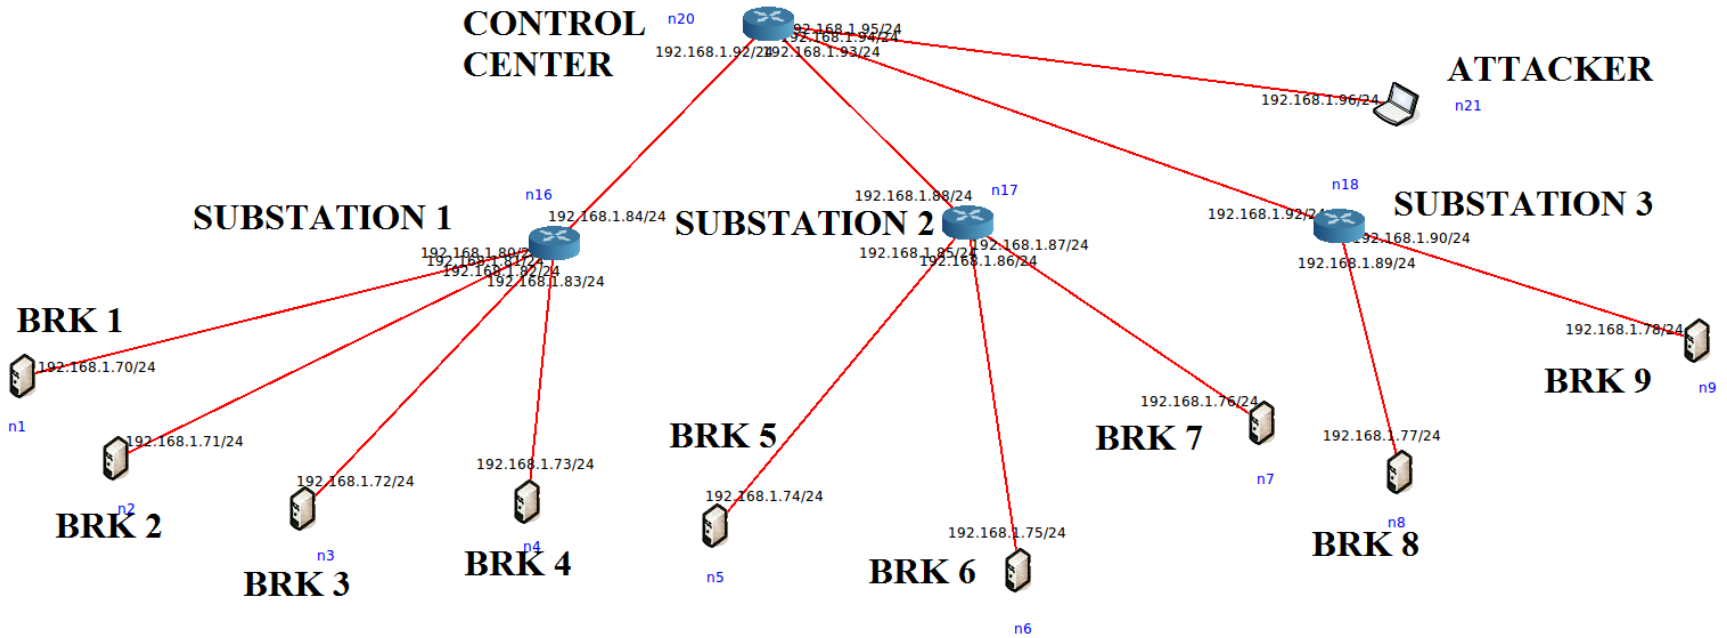 CONTROL
CENTER
n20
192.168.1.95/24
192.168.1.94/24
192.168.1.92/24
192.168.1.93/24
ATTACKER
192.168.1.96/24
n21
n16
SUBSTATION 1
192.168.1.84/24
192.168.1.80/24
192.168.1.81/24
192.168.1.82/24
192.168.1.83/24
n17
192.168.1.88/24
SUBSTATION 2
192.168.1.85/24
192.168.1.87/24
192.168.1.86/24
n18
SUBSTATION 3
192.168.1.92/24
192.168.1.90/24
192.168.1.89/24
BRK 1
192.168.1.70/24
n1
192.168.1.71/24
n2
BRK 2
192.168.1.72/24
n3
BRK 3
192.168.1.73/24
n4
BRK 4
BRK 5
192.168.1.74/24
n5
192.168.1.75/24
BRK 6
n6
192.168.1.76/24
BRK 7
n7
192.168.1.77/24
n8
BRK 8
192.168.1.78/24
BRK 9
n9